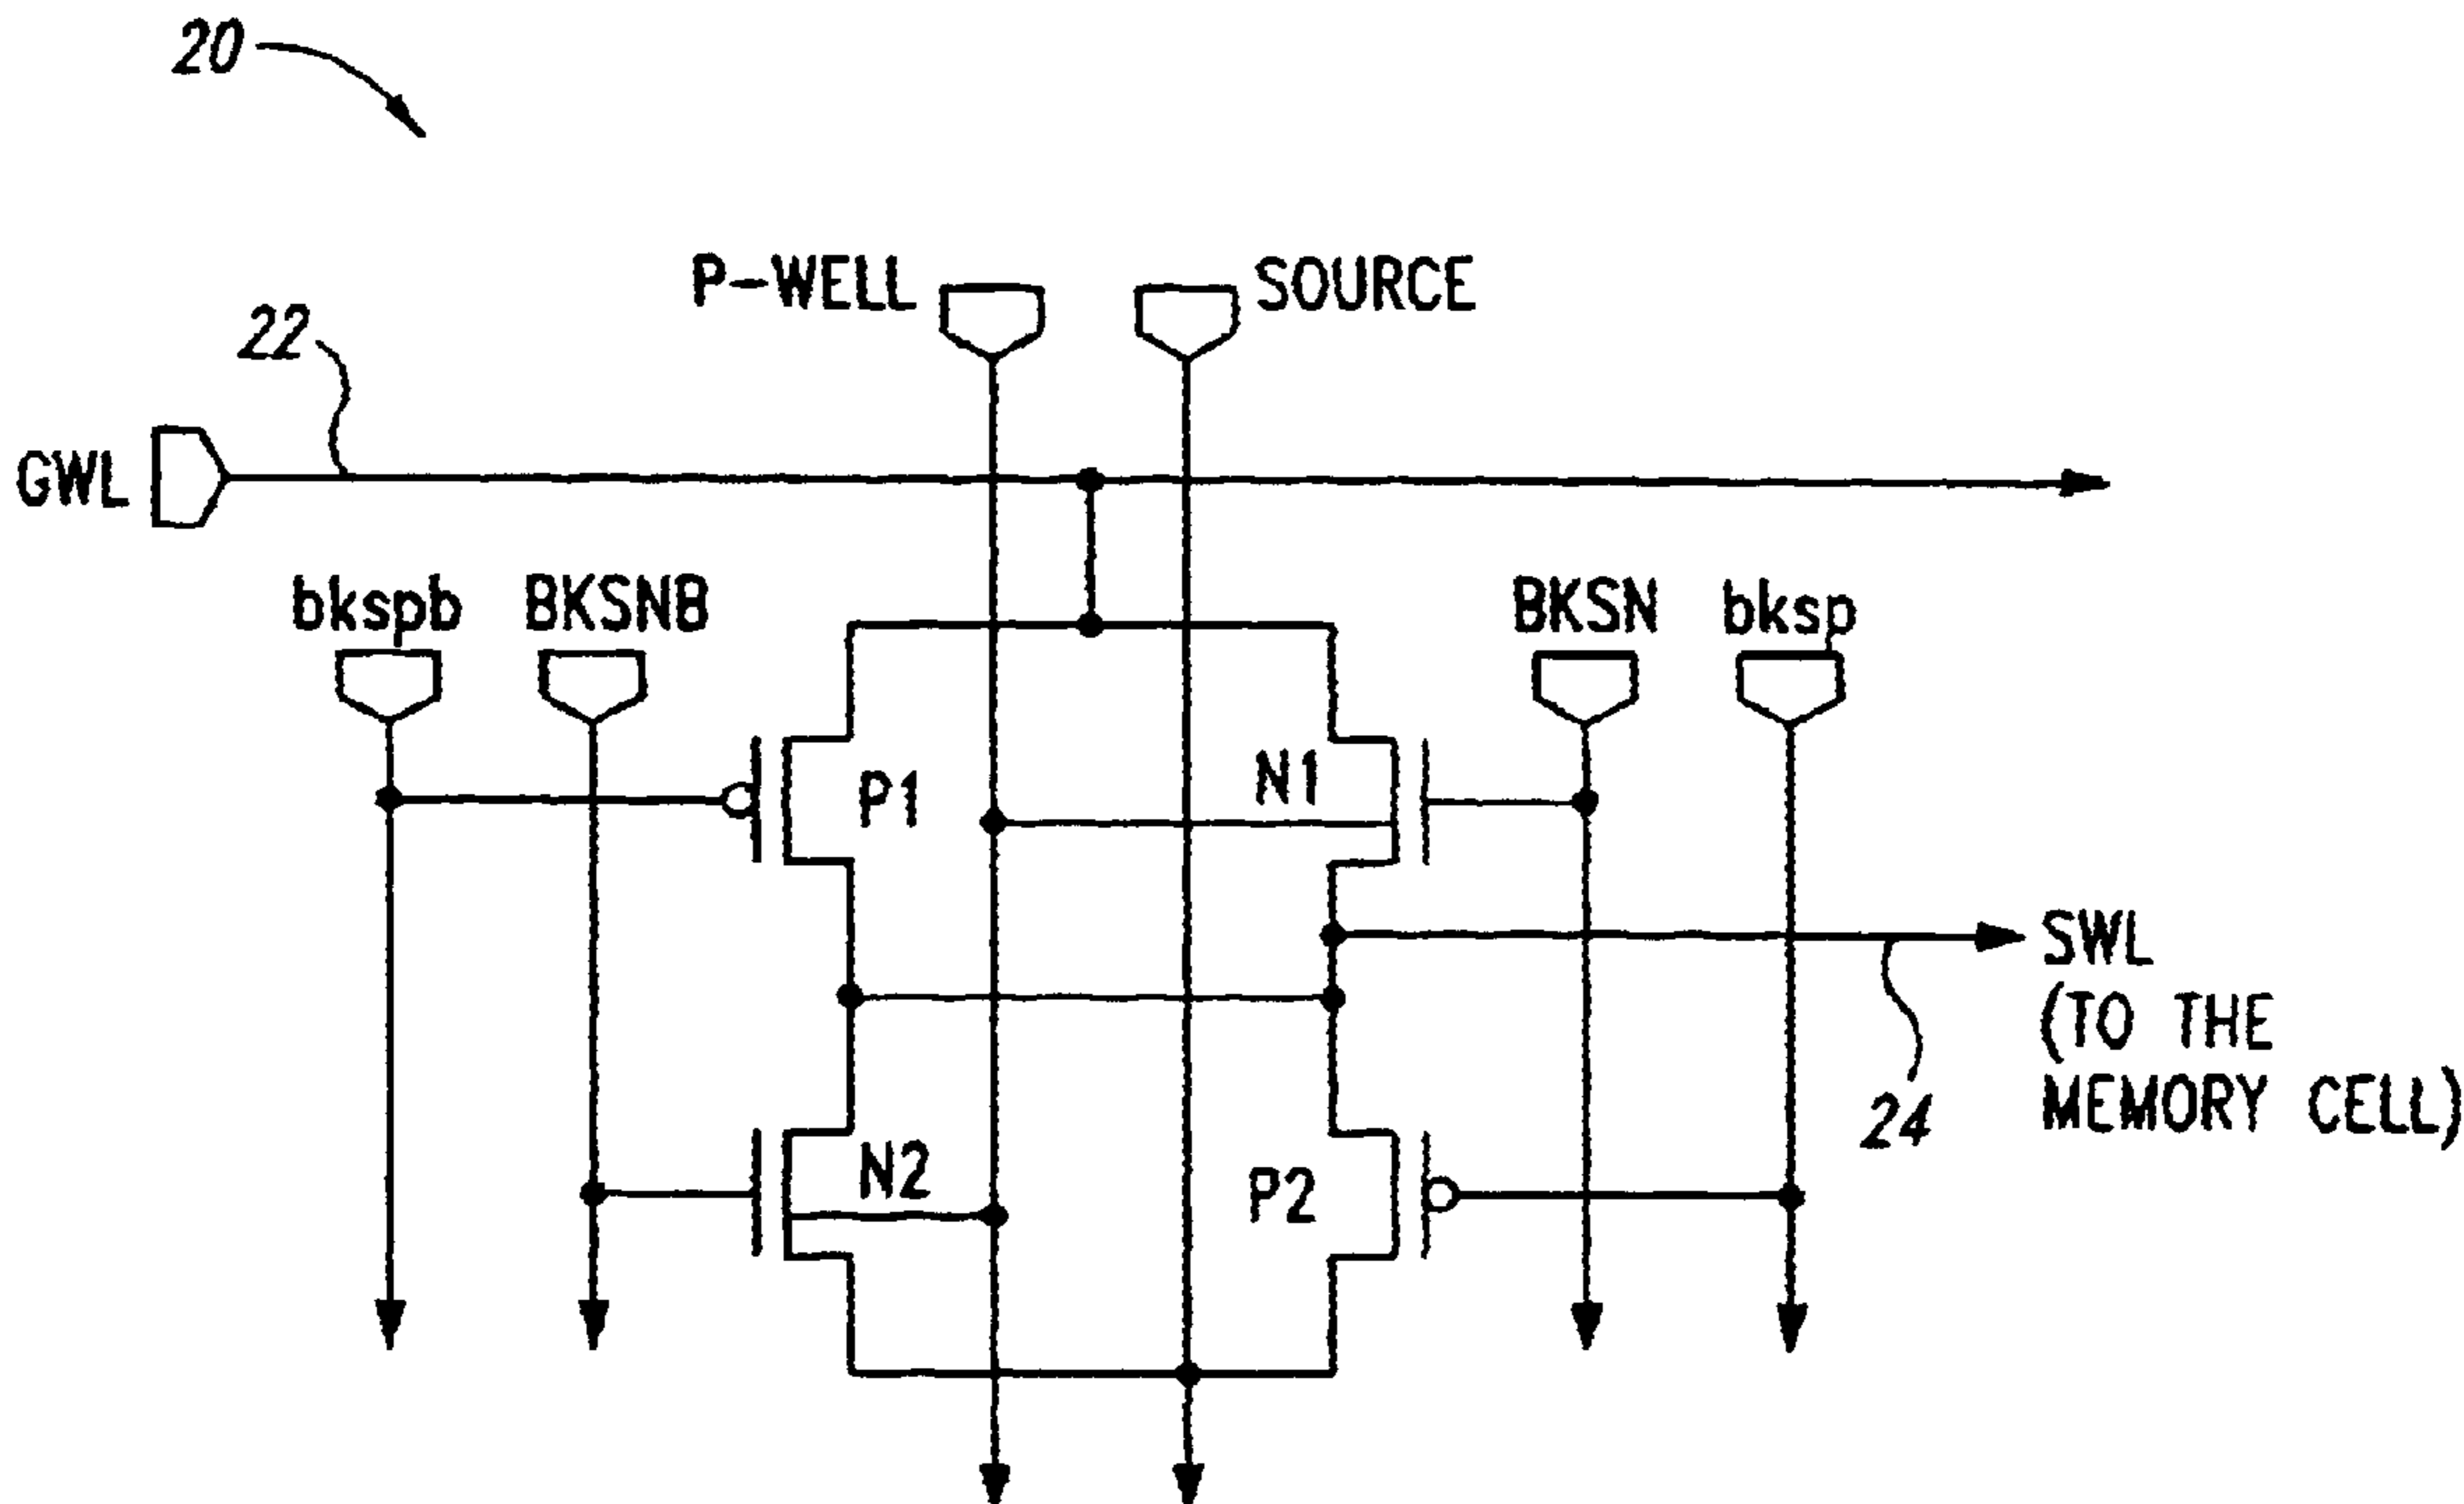 20
P-WELL
SOURCE
22
GWL
bkspb
BKSNB
BKSN
bksp
P1
N1
SWL
(TO THE
MEMORY CELL)
24
N2
P2